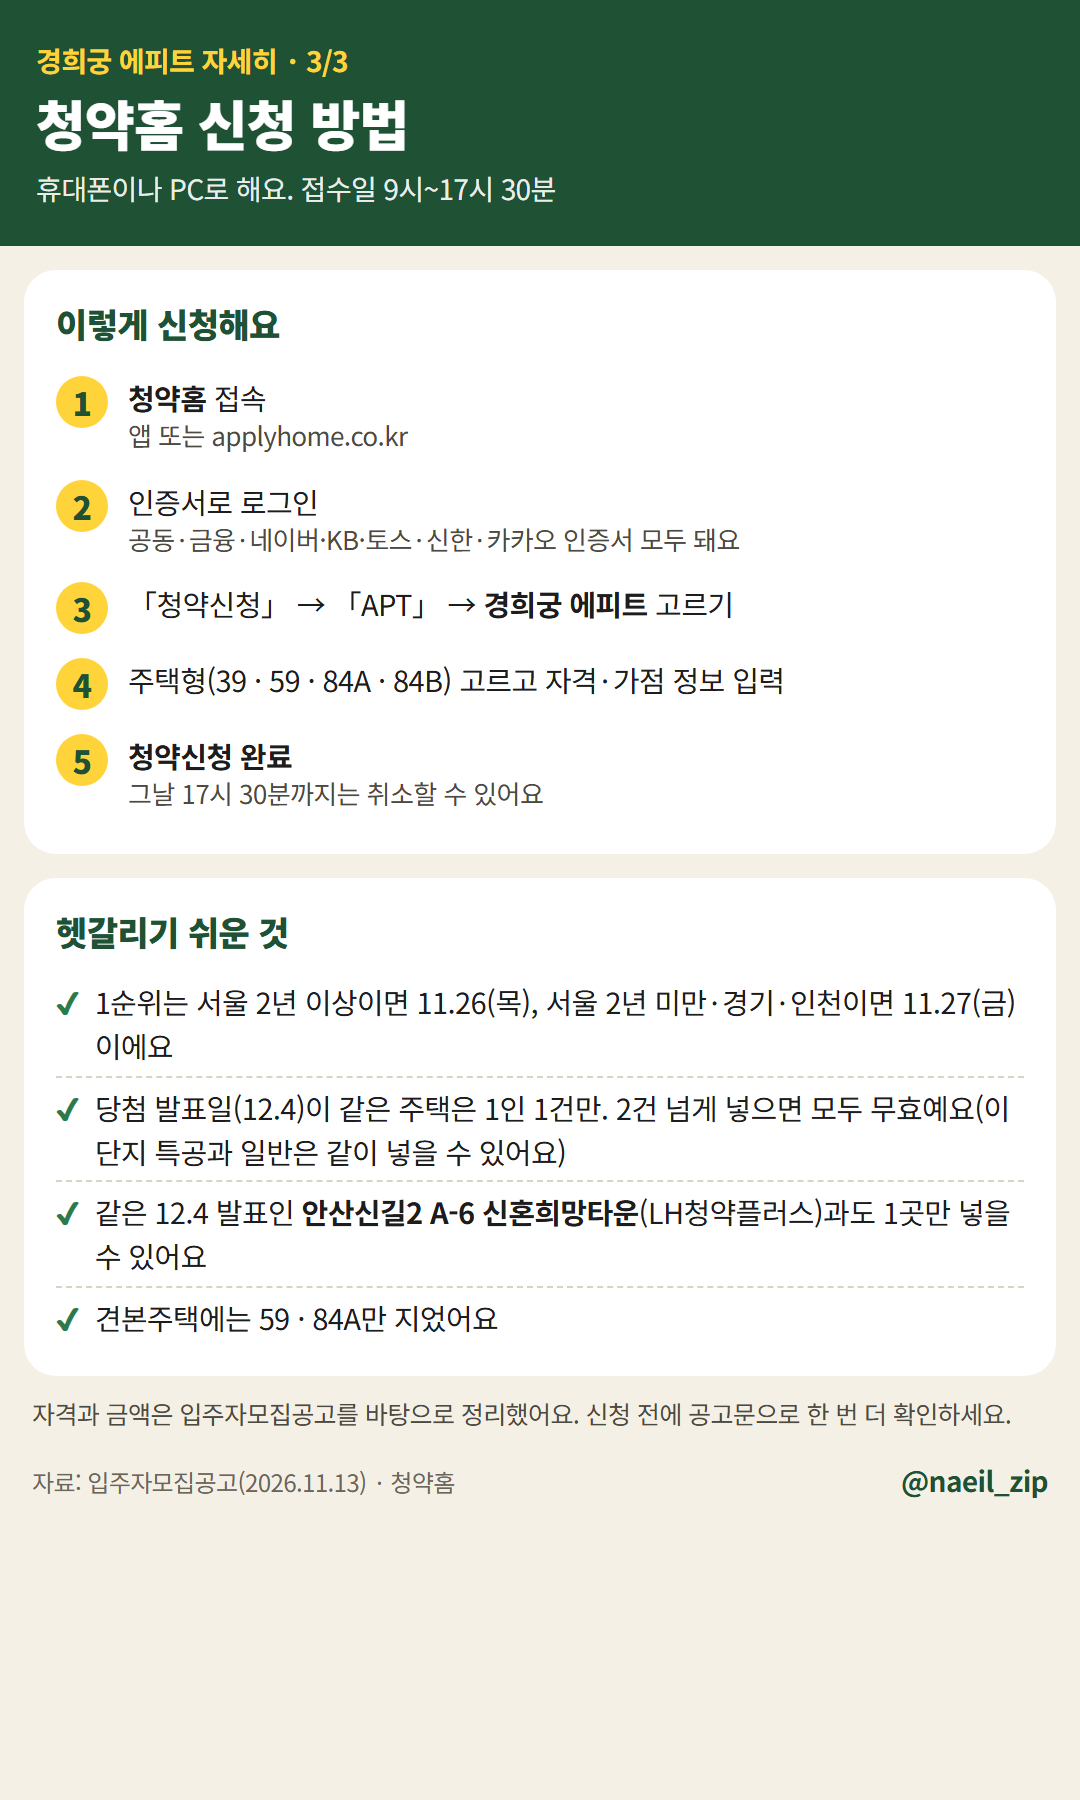 경희궁 에피트 자세히 · 3/3
청약홈 신청 방법
휴대폰이나 PC로 해요. 접수일 9시~17시 30분
이렇게 신청해요
1 청약홈 접속
앱 또는 applyhome.co.kr
2 인증서로 로그인
공동·금융·네이버·KB·토스·신한·카카오 인증서 모두 돼요
3 「청약신청」 → 「APT」 → 경희궁 에피트 고르기
4 주택형(39 · 59 · 84A · 84B) 고르고 자격·가점 정보 입력
5 청약신청 완료
그날 17시 30분까지는 취소할 수 있어요
헷갈리기 쉬운 것
✔ 1순위는 서울 2년 이상이면 11.26(목), 서울 2년 미만·경기·인천이면 11.27(금)
이에요
✔ 당첨 발표일(12.4)이 같은 주택은 1인 1건만. 2건 넘게 넣으면 모두 무효예요(이
단지 특공과 일반은 같이 넣을 수 있어요)
✔ 같은 12.4 발표인 안산신길2 A-6 신혼희망타운(LH청약플러스)과도 1곳만 넣을
수 있어요
✔ 견본주택에는 59 · 84A만 지었어요
자격과 금액은 입주자모집공고를 바탕으로 정리했어요. 신청 전에 공고문으로 한 번 더 확인하세요.
자료: 입주자모집공고(2026.11.13) · 청약홈
@naeil_zip